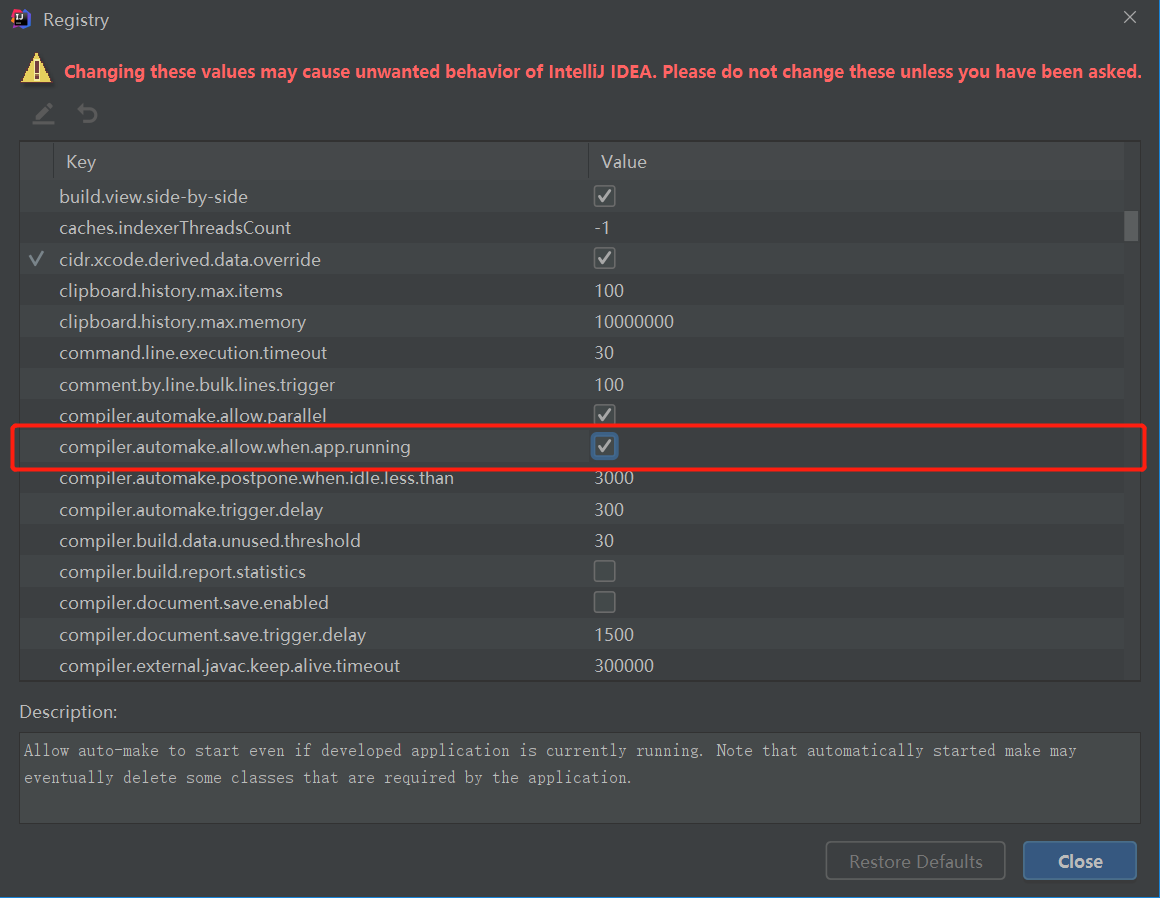 Registry
Changing these values may cause unwanted behavior of IntelliJ IDEA. Please do not change these unless you have been asked.
Key Value
build.view.side-by-side
caches.indexerThreadsCount -1
cidr.xcode.derived.data.override
clipboard.history.max.items 100
clipboard.history.max.memory 10000000
command.line.execution.timeout 30
comment.by.line.bulk.lines.trigger 100
compiler.automake.allow.parallel
compiler.automake.allow.when.app.running
compiler.automake.postpone.when.idle.less.than 3000
compiler.automake.trigger.delay 300
compiler.build.data.unused.threshold 30
compiler.build.report.statistics
compiler.document.save.enabled
compiler.document.save.trigger.delay 1500
compiler.external.javac.keep.alive.timeout 300000
Description:
Allow auto-make to start even if developed application is currently running. Note that automatically started make may
eventually delete some classes that are required by the application.
Restore Defaults Close